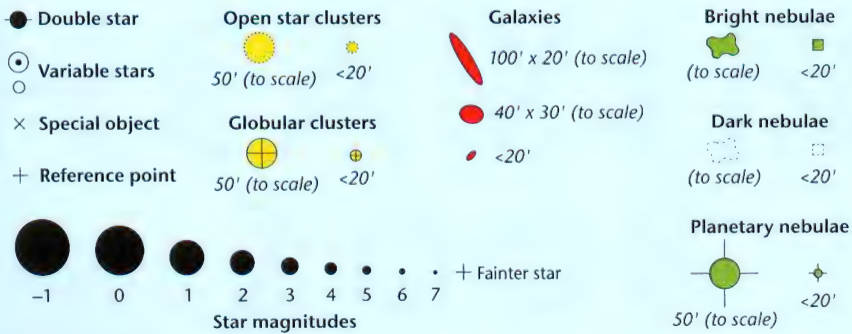 Double star
Variable stars
Special object
Reference point
Open star clusters
50' (to scale) <20'
Globular clusters
50' (to scale) <20'
Galaxies
100' x 20' (to scale)
40' x 30' (to scale)
<20'
Bright nebulae
(to scale) <20'
Dark nebulae
(to scale) <20'
Planetary nebulae
50' (to scale) <20'
–1 0 1 2 3 4 5 6 7 Fainter star
Star magnitudes